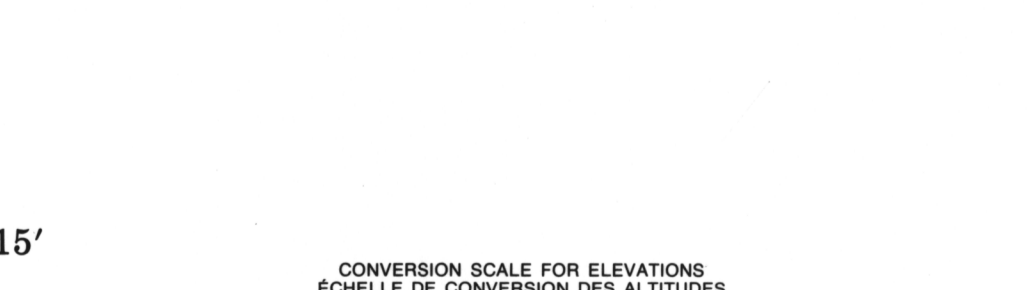 15′
CONVERSION SCALE FOR ELEVATIONS
ÉCHELLE DE CONVERSION DES ALTITUDES